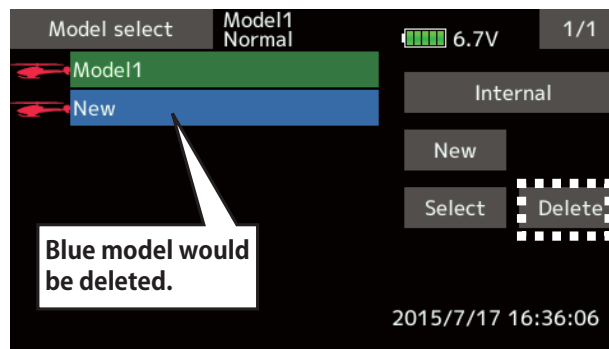 Model select
Model1
Normal
6.7V
1/1
Model1
New
Internal
New
Select
Delete
Blue model would
be deleted.
2015/7/17 16:36:06